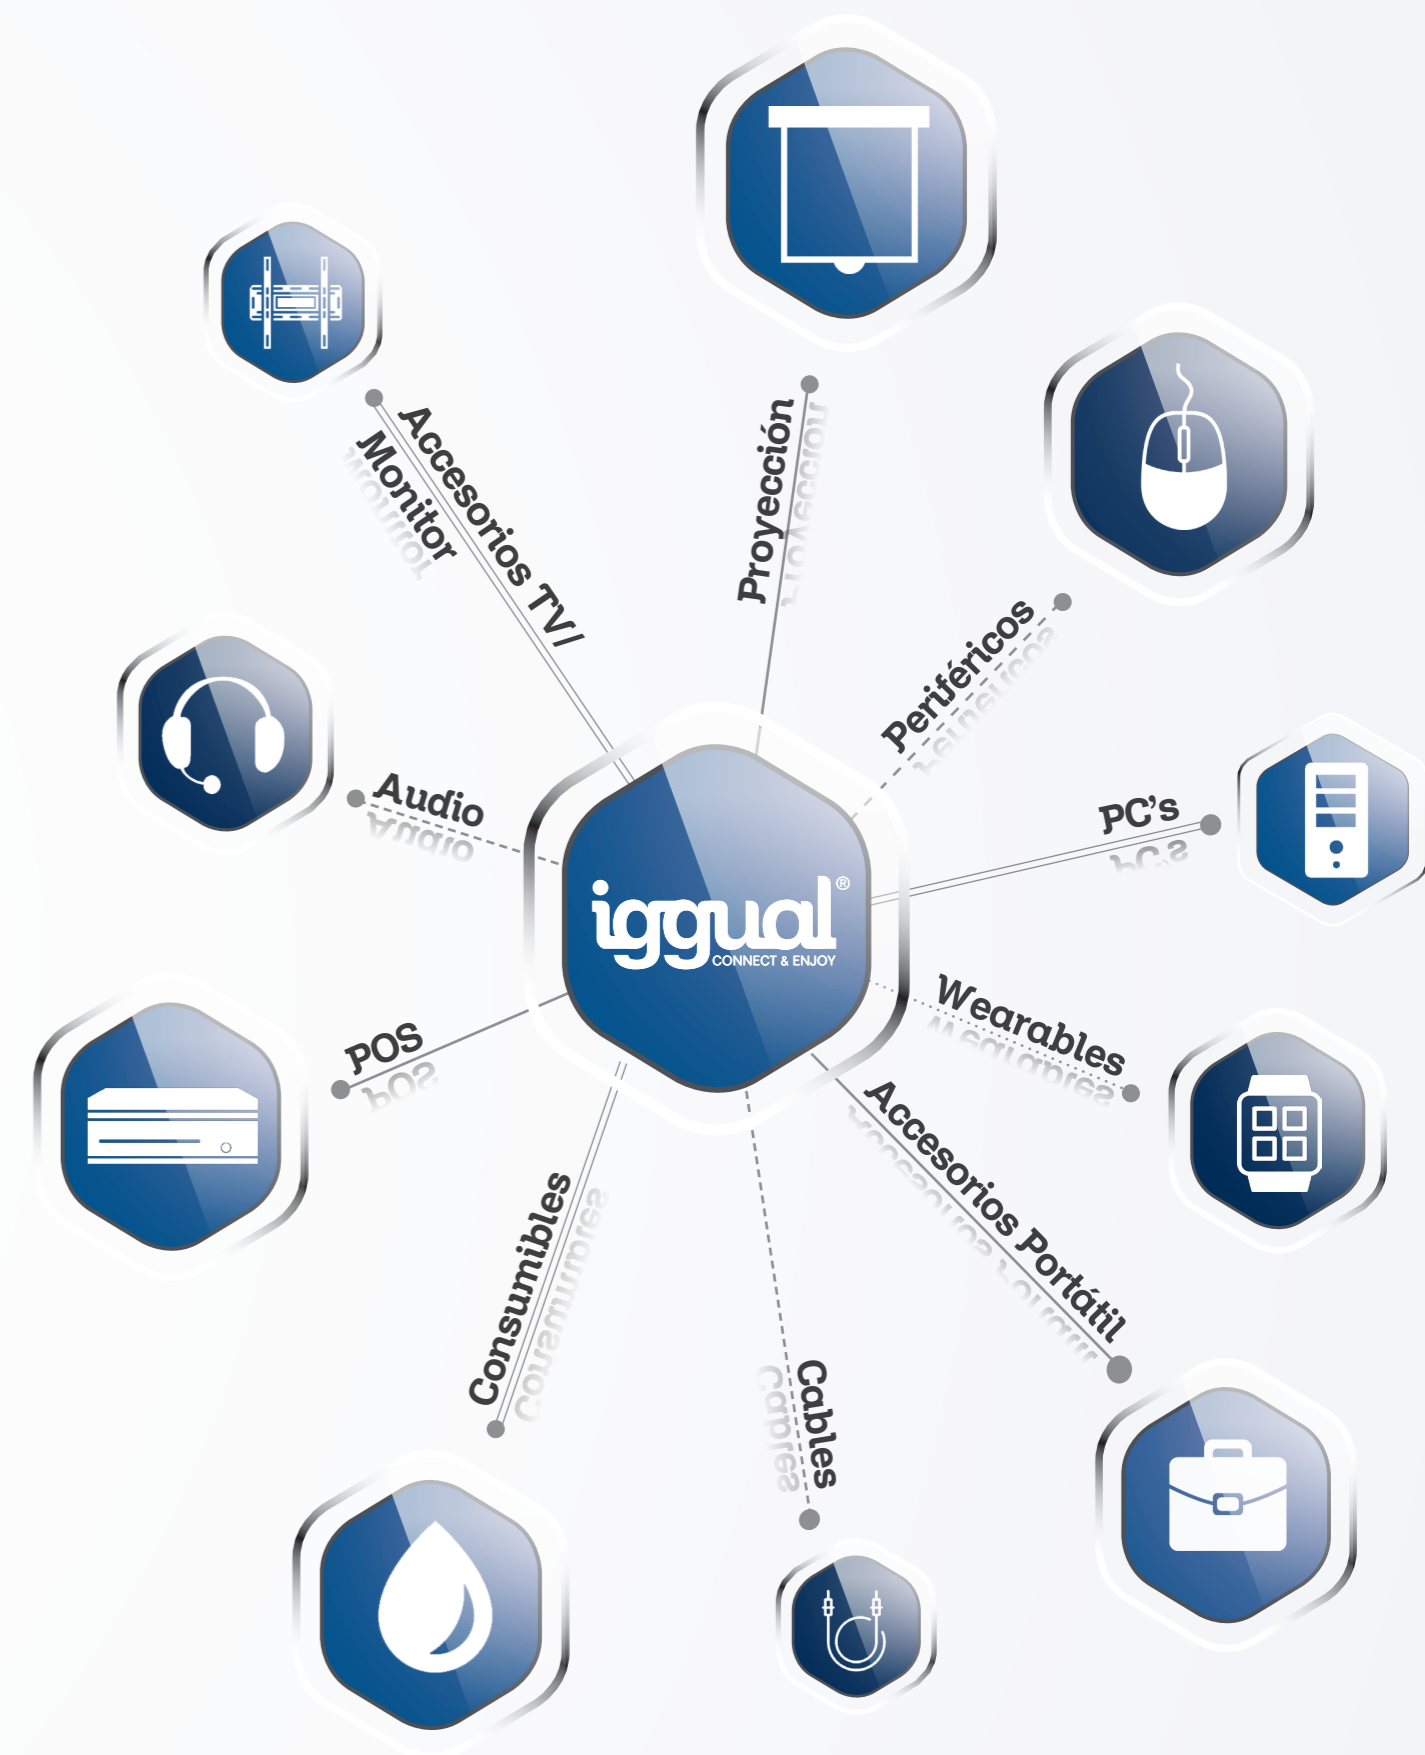 Proyección
Accesorios TV/
Monitor
Periféricos
Audio
PC's
iggual®
CONNECT & ENJOY
Wearables
POS
Accesorios Portátil
Consumibles
Cables